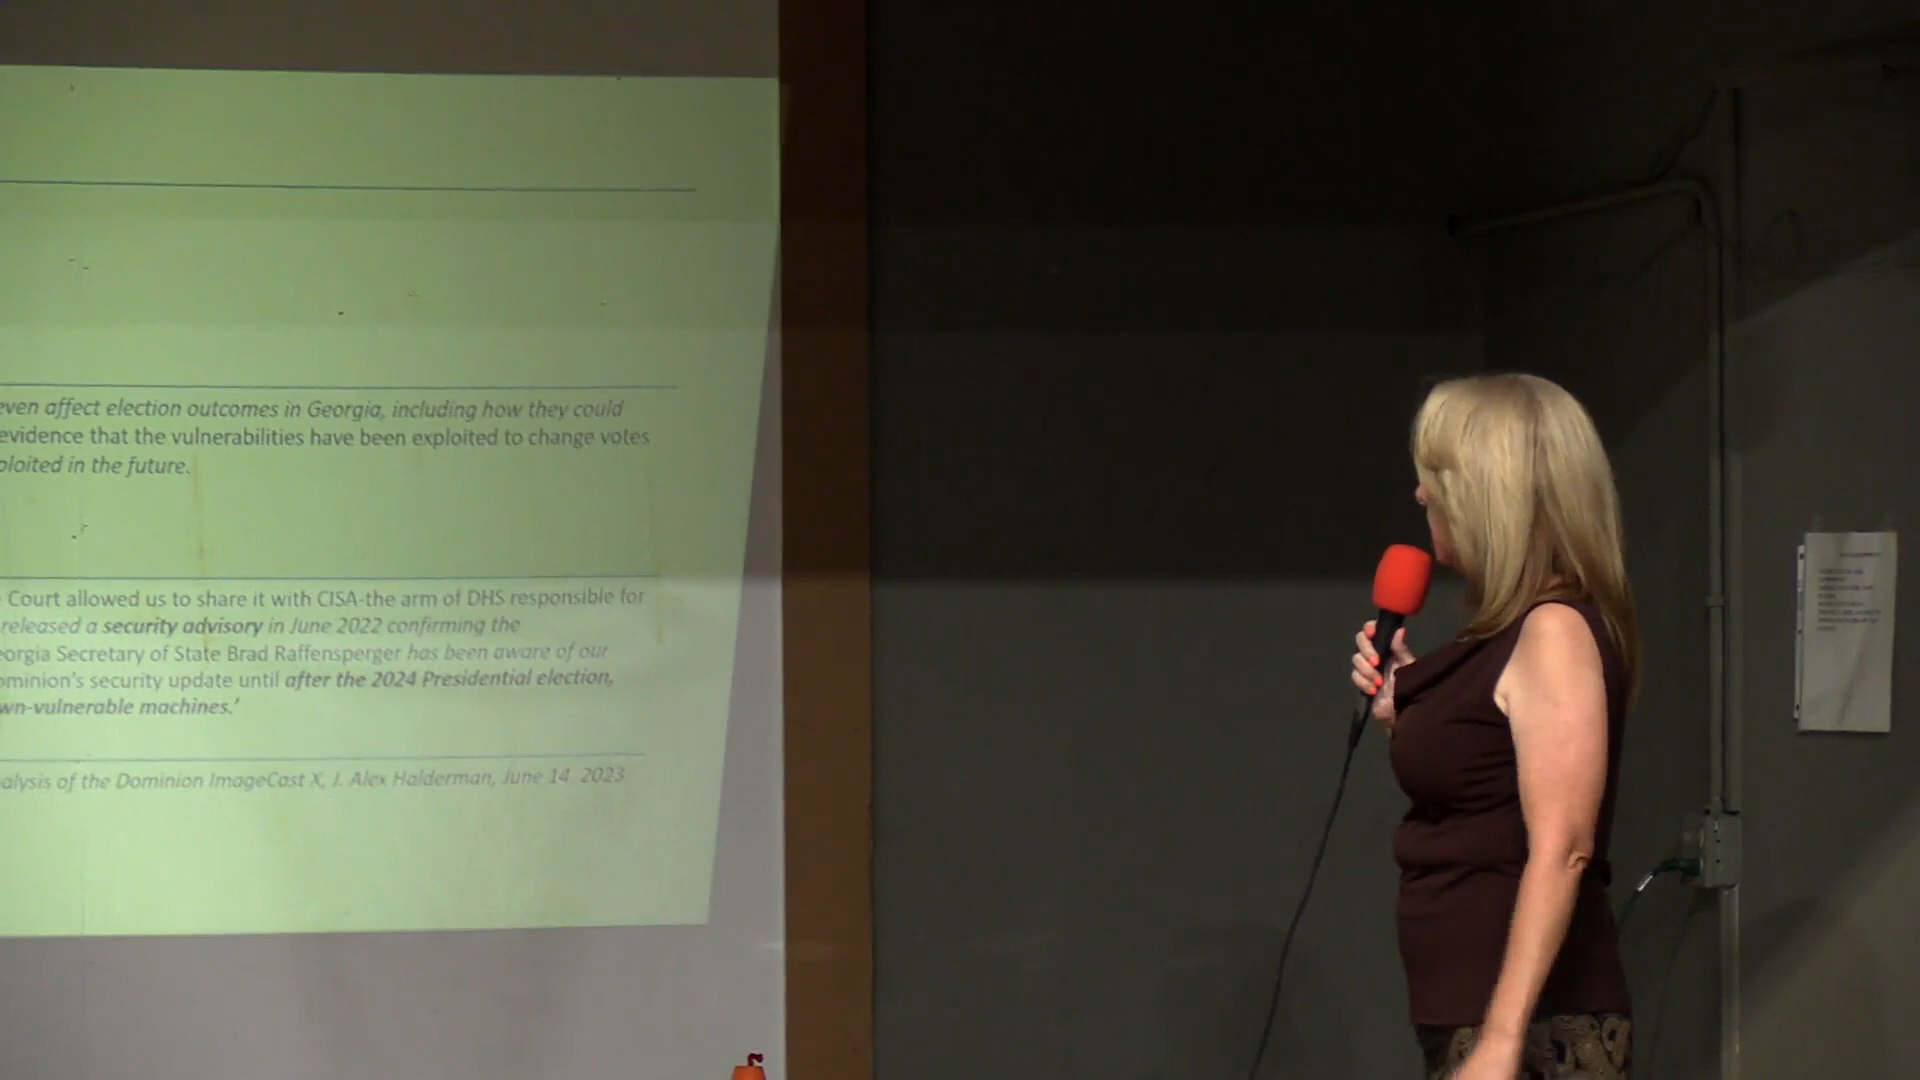 even affect election outcomes in Georgia, including how they could
evidence that the vulnerabilities have been exploited to change votes
ploited in the future.
Court allowed us to share it with CISA-the arm of DHS responsible for
released a security advisory in June 2022 confirming the
eorgia Secretary of State Brad Raffensperger has been aware of our
ominion's security update until after the 2024 Presidential election,
wn-vulnerable machines.'
alysis of the Dominion ImageCast X, J. Alex Halderman, June 14, 2023